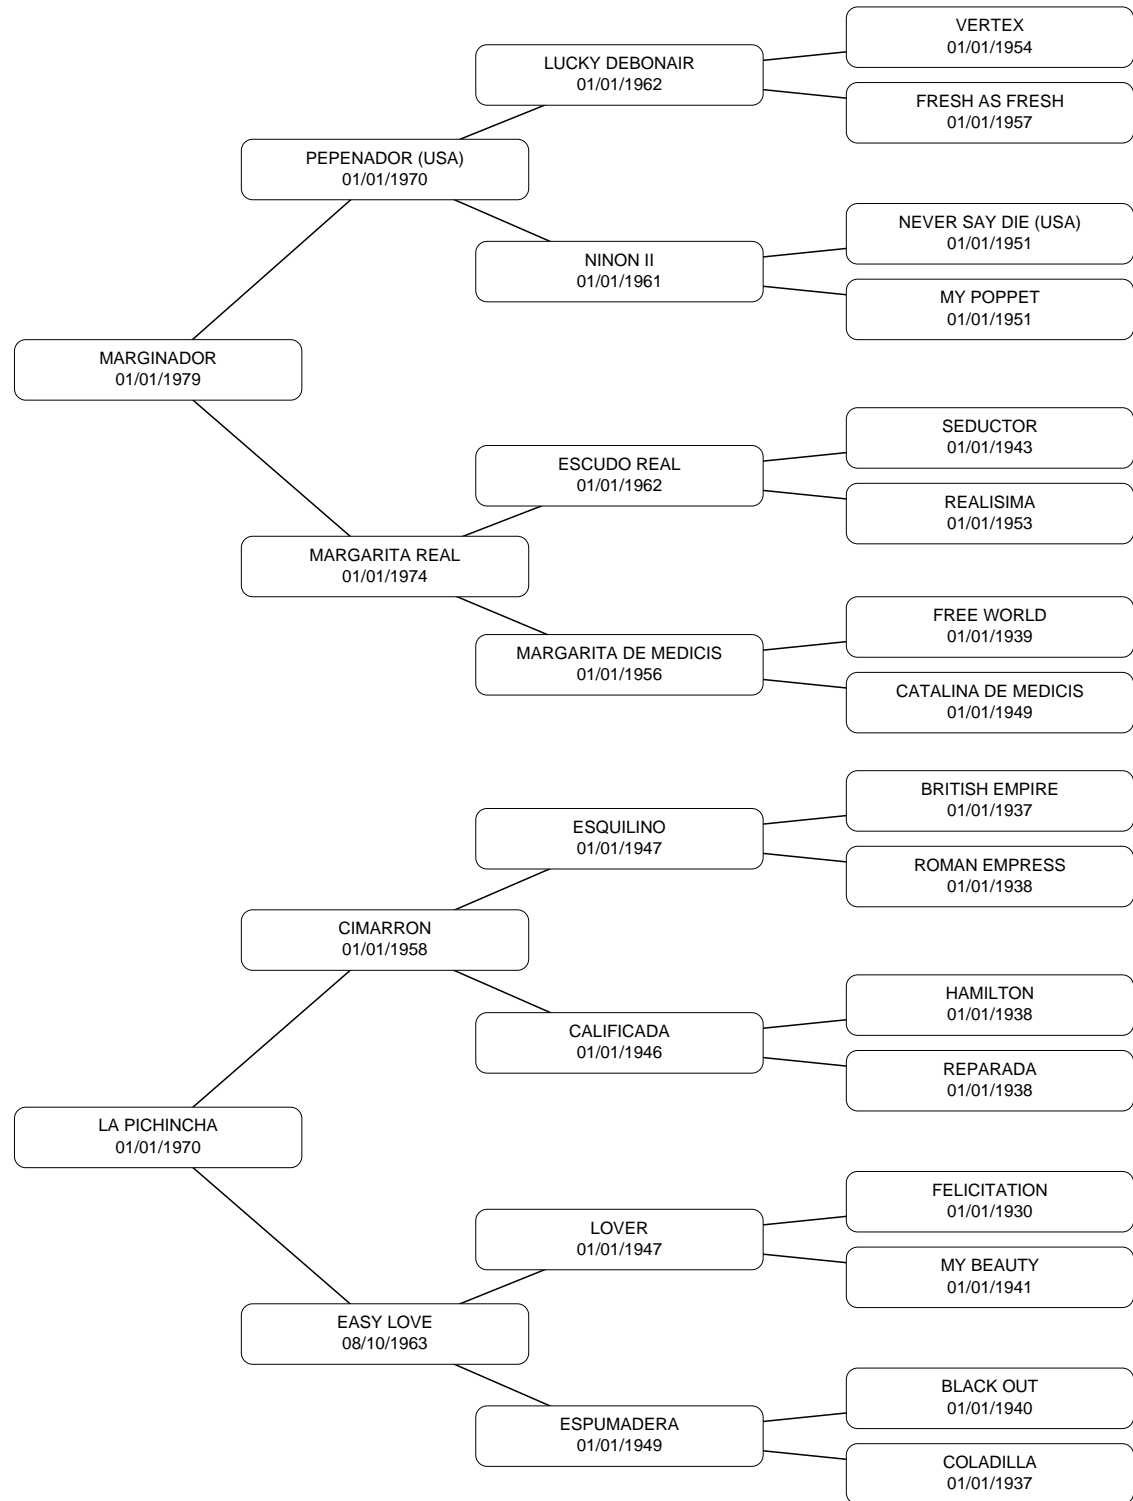 VERTEX
01/01/1954
LUCKY DEBONAIR
01/01/1962
FRESH AS FRESH
01/01/1957
PEPENADOR (USA)
01/01/1970
NEVER SAY DIE (USA)
01/01/1951
NINON II
01/01/1961
MY POPPET
01/01/1951
MARGINADOR
01/01/1979
SEDUCTOR
01/01/1943
ESCUDO REAL
01/01/1962
REALISIMA
01/01/1953
MARGARITA REAL
01/01/1974
FREE WORLD
01/01/1939
MARGARITA DE MEDICIS
01/01/1956
CATALINA DE MEDICIS
01/01/1949
BRITISH EMPIRE
01/01/1937
ESQUILINO
01/01/1947
ROMAN EMPRESS
01/01/1938
CIMARRON
01/01/1958
HAMILTON
01/01/1938
CALIFICADA
01/01/1946
REPARADA
01/01/1938
LA PICHINCHA
01/01/1970
FELICITATION
01/01/1930
LOVER
01/01/1947
MY BEAUTY
01/01/1941
EASY LOVE
08/10/1963
BLACK OUT
01/01/1940
ESPUMADERA
01/01/1949
COLADILLA
01/01/1937